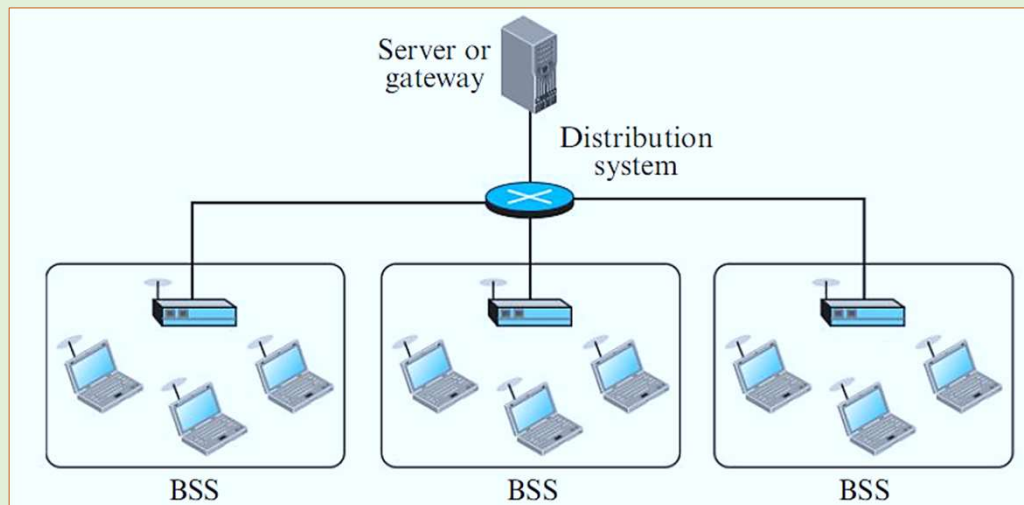 Server or
gateway
Distribution
system
BSS
BSS
BSS